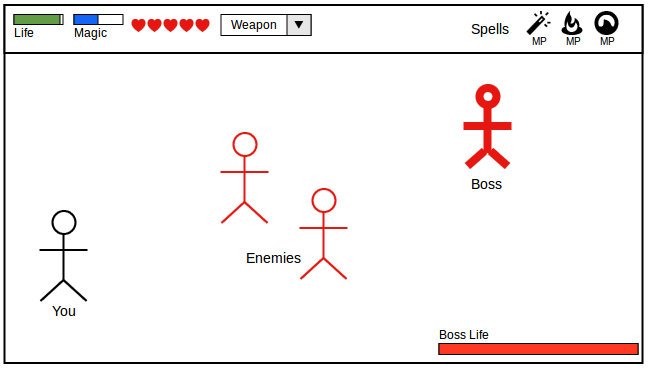 Life
Magic
Weapon
Spells
MP
MP
MP
Boss
Enemies
You
Boss Life